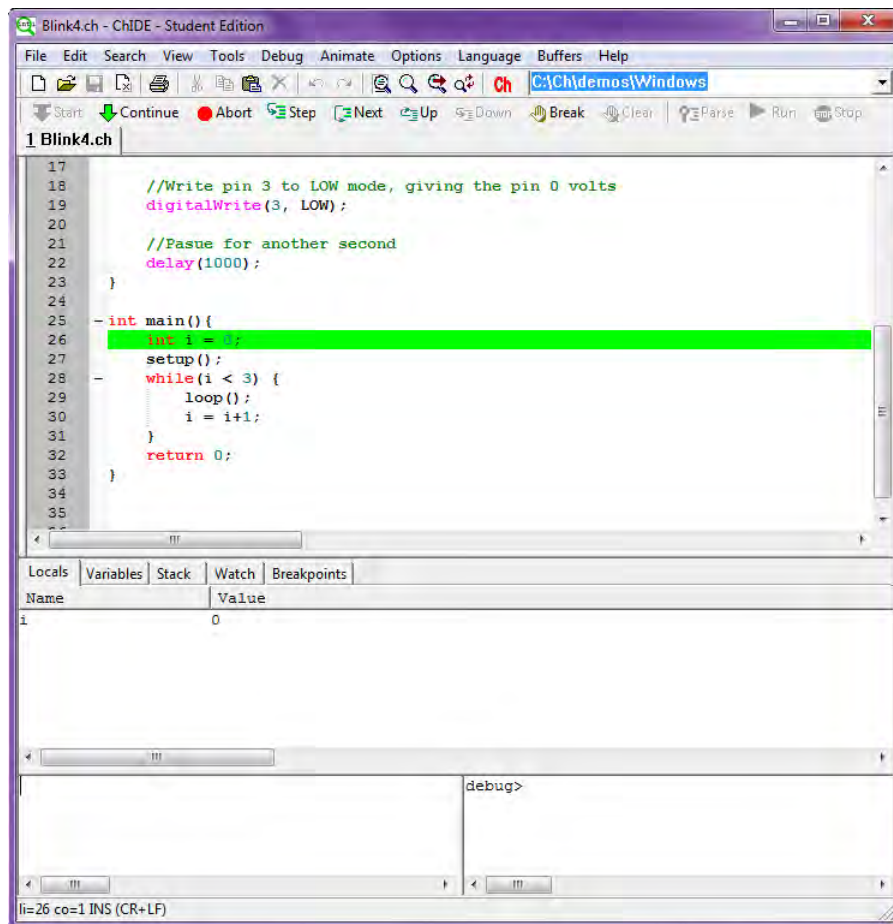 Blink4.ch - ChIDE - Student Edition
File Edit Search View Tools Debug Animate Options Language Buffers Help
Ch C:\Ch\demos\Windows
Start Continue Abort Step Next Up Down Break Clear Parse Run Stop
1 Blink4.ch
17
18 //Write pin 3 to LOW mode, giving the pin 0 volts
19 digitalWrite(3, LOW);
20
21 //Pasue for another second
22 delay(1000);
23 }
24
25 int main(){
26 int i = 0;
27 setup();
28 while(i < 3) {
29 loop();
30 i = i+1;
31 }
32 return 0;
33 }
34
35
Locals Variables Stack Watch Breakpoints
Name Value
i 0
debug>
li=26 co=1 INS (CR+LF)